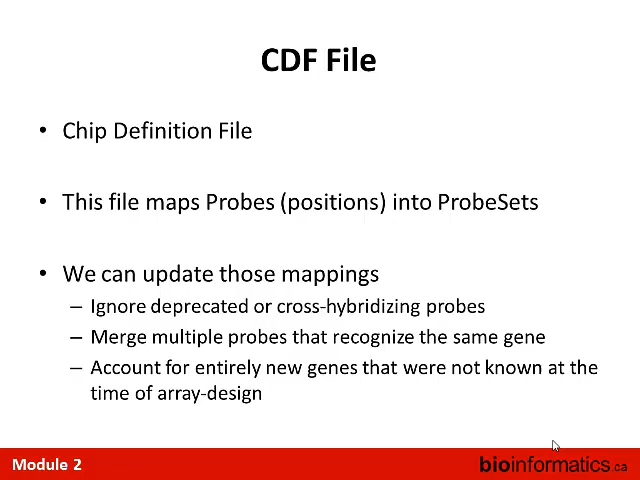 CDF File
• Chip Definition File
• This file maps Probes (positions) into ProbeSets
• We can update those mappings
– Ignore deprecated or cross-hybridizing probes
– Merge multiple probes that recognize the same gene
– Account for entirely new genes that were not known at the
time of array-design
Module 2
bioinformatics.ca